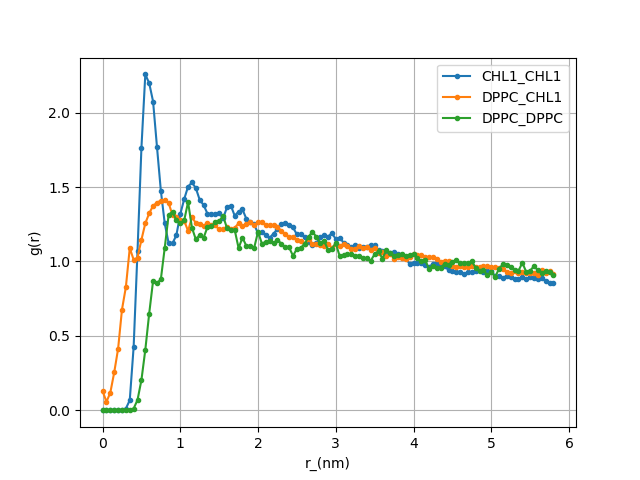 CHL1_CHL1
DPPC_CHL1
DPPC_DPPC
2.0
1.5
1.0
0.5
0.0
g(r)
0 1 2 3 4 5 6
r_(nm)